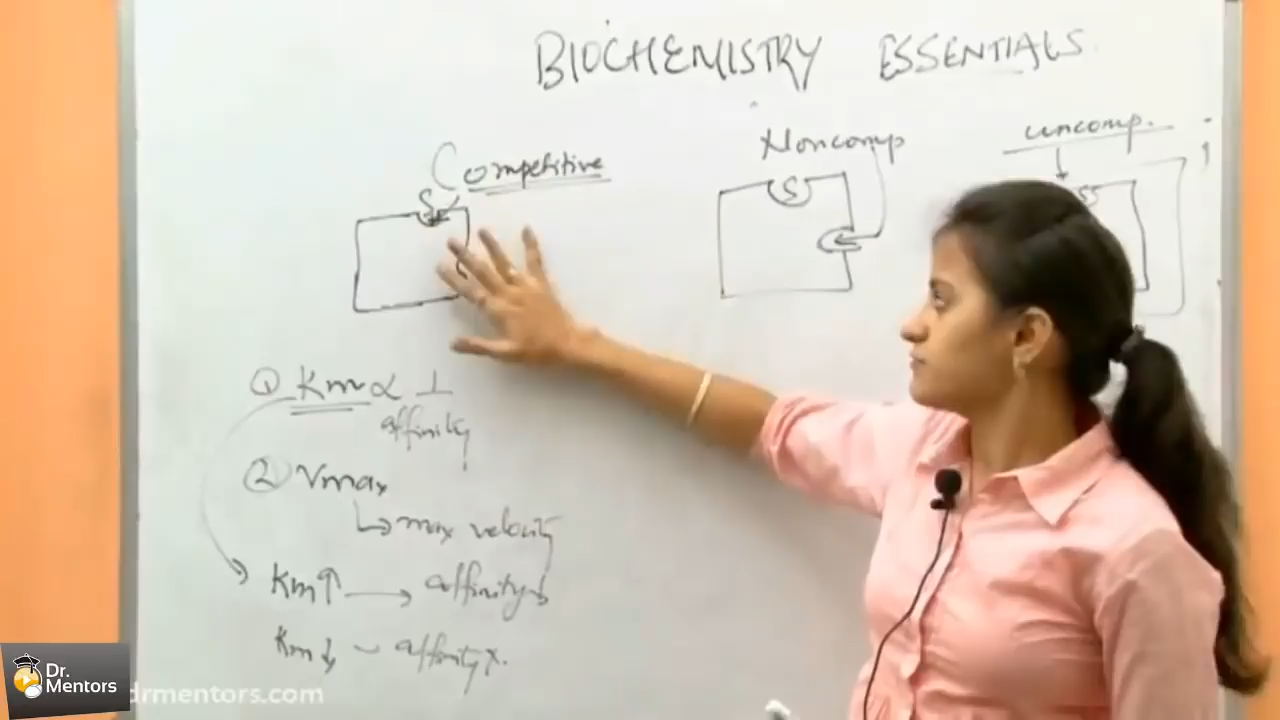 BIOCHEMISTRY ESSENTIALS
Competitive
S
Noncomp
S
uncomp.
① Km ∝ 1
affinity
② Vmax
↳ max velocity
Km↑ → affinity↓
Km↓ ~ affinity
Dr.
Mentors
drmentors.com